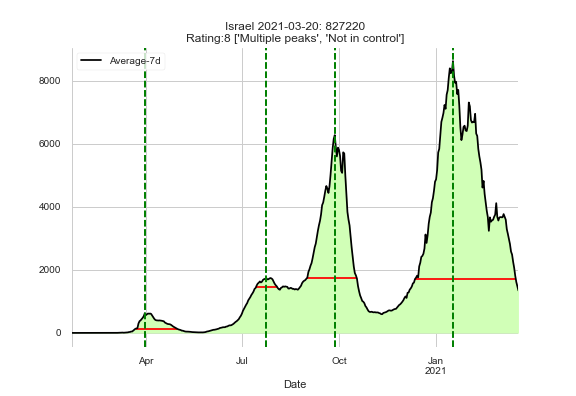 Israel 2021-03-20: 827220
Rating:8 ['Multiple peaks', 'Not in control']
Average-7d
8000
6000
4000
2000
0
Apr
Jul
Oct
Jan
2021
Date